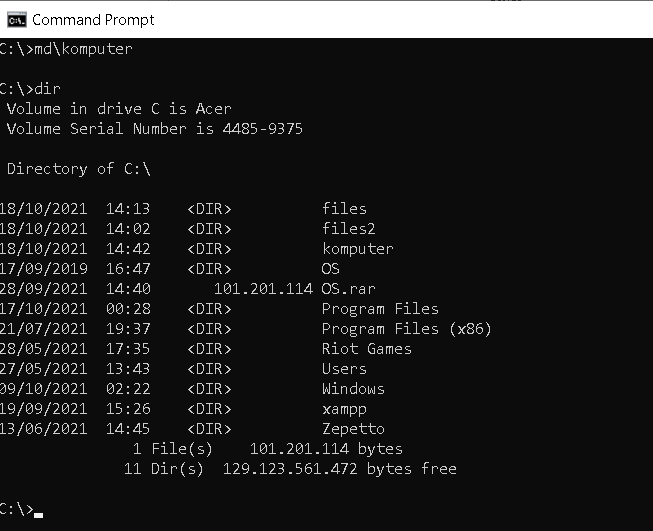 Command Prompt
C:\>md\komputer
C:\>dir
Volume in drive C is Acer
Volume Serial Number is 4485-9375
Directory of C:\
18/10/2021 14:13 <DIR> files
18/10/2021 14:02 <DIR> files2
18/10/2021 14:42 <DIR> komputer
17/09/2019 16:47 <DIR> OS
28/09/2021 14:40 101.201.114 OS.rar
17/10/2021 00:28 <DIR> Program Files
21/07/2021 19:37 <DIR> Program Files (x86)
28/05/2021 17:35 <DIR> Riot Games
27/05/2021 13:43 <DIR> Users
09/10/2021 02:22 <DIR> Windows
19/09/2021 15:26 <DIR> xampp
13/06/2021 14:45 <DIR> Zepetto
1 File(s) 101.201.114 bytes
11 Dir(s) 129.123.561.472 bytes free
C:\>